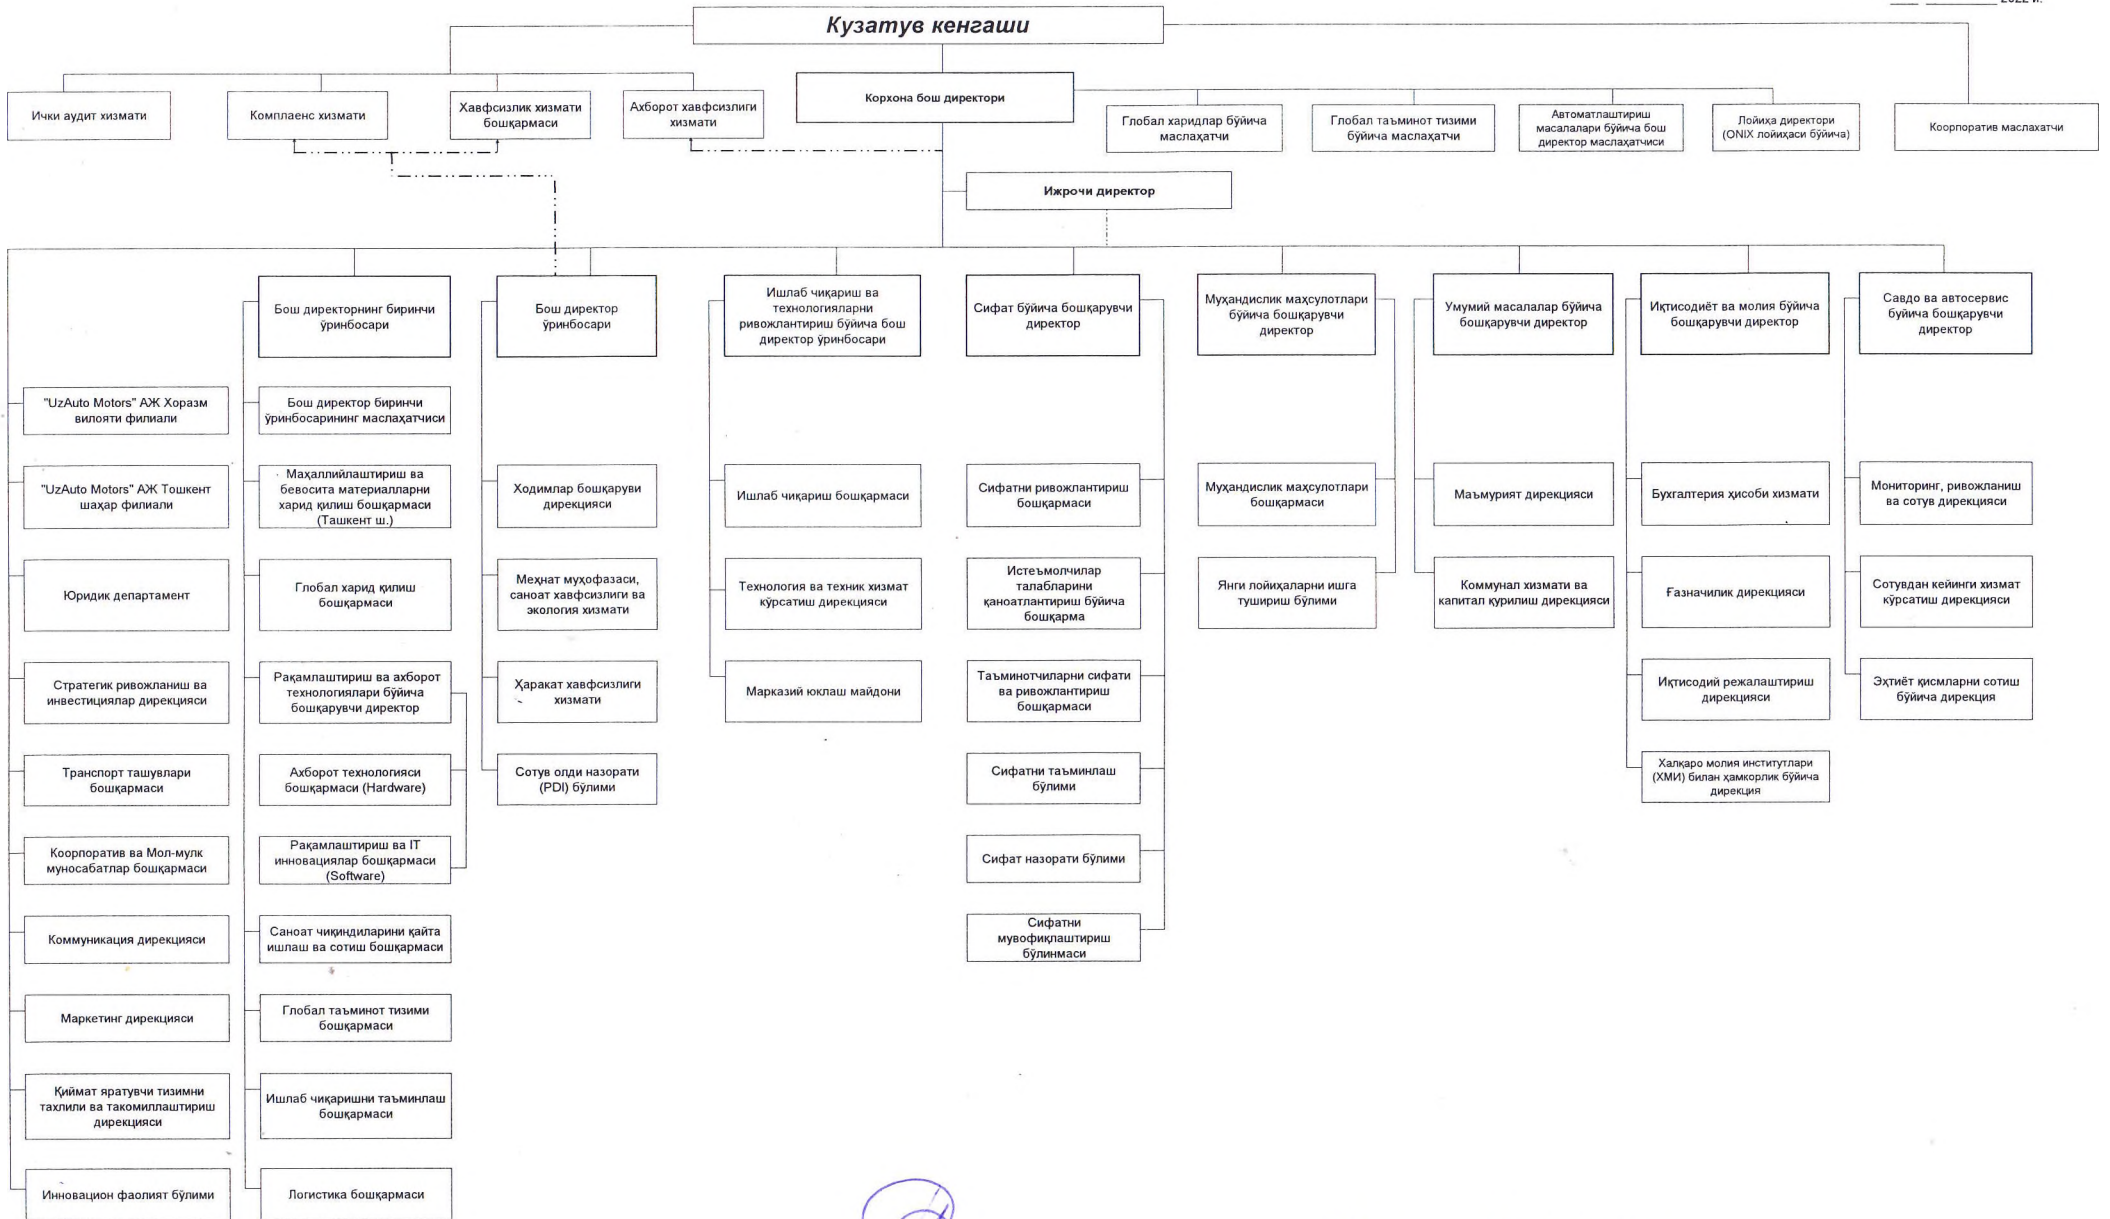 2022 й.
Кузатув кенгаши
Ички аудит хизмати
Комплаенс хизмати
Хавфсизлик хизмати
бошқармаси
Ахборот хавфсизлиги
хизмати
Корхона бош директори
Глобал харидлар бўйича
маслаҳатчи
Глобал таъминот тизими
бўйича маслаҳатчи
Автоматлаштириш
масалалари бўйича бош
директор маслаҳатчиси
Лойиҳа директори
(ONIX лойиҳаси бўйича)
Коорпоратив маслахатчи
Ижрочи директор
"UzAuto Motors" АЖ Хоразм
вилояти филиали
"UzAuto Motors" АЖ Тошкент
шаҳар филиали
Юридик департамент
Стратегик ривожланиш ва
инвестициялар дирекцияси
Транспорт ташувлари
бошқармаси
Коорпоратив ва Мол-мулк
муносабатлар бошқармаси
Коммуникация дирекцияси
Маркетинг дирекцияси
Қиймат яратувчи тизимни
тахлили ва такомиллаштириш
дирекцияси
Инновацион фаолият бўлими
Бош директорнинг биринчи
ўринбосари
Бош директор биринчи
ўринбосарининг маслаҳатчиси
Маҳаллийлаштириш ва
бевосита материалларни
харид қилиш бошқармаси
(Ташкент ш.)
Глобал харид қилиш
бошқармаси
Рақамлаштириш ва ахборот
технологиялари бўйича
бошқарувчи директор
Ахборот технологияси
бошқармаси (Hardware)
Рақамлаштириш ва IT
инновациялар бошқармаси
(Software)
Саноат чиқиндиларини қайта
ишлаш ва сотиш бошқармаси
Глобал таъминот тизими
бошқармаси
Ишлаб чиқаришни таъминлаш
бошқармаси
Логистика бошқармаси
Бош директор
ўринбосари
Ходимлар бошқаруви
дирекцияси
Меҳнат муҳофазаси,
саноат хавфсизлиги ва
экология хизмати
Ҳаракат хавфсизлиги
хизмати
Сотув олди назорати
(PDI) бўлими
Ишлаб чиқариш ва
технологияларни
ривожлантириш бўйича бош
директор ўринбосари
Ишлаб чиқариш бошқармаси
Технология ва техник хизмат
кўрсатиш дирекцияси
Марказий юклаш майдони
Сифат бўйича бошқарувчи
директор
Сифатни ривожлантириш
бошқармаси
Истеъмолчилар
талабларини
қаноатлантириш бўйича
бошқарма
Таъминотчиларни сифати
ва ривожлантириш
бошқармаси
Сифатни таъминлаш
бўлими
Сифат назорати бўлими
Сифатни
мувофиқлаштириш
бўлинмаси
Муҳандислик маҳсулотлари
бўйича бошқарувчи
директор
Муҳандислик маҳсулотлари
бошқармаси
Янги лойиҳаларни ишга
тушириш бўлими
Умумий масалалар бўйича
бошқарувчи директор
Маъмурият дирекцияси
Коммунал хизмати ва
капитал қурилиш дирекцияси
Иқтисодиёт ва молия бўйича
бошқарувчи директор
Бухгалтерия ҳисоби хизмати
Ғазначилик дирекцияси
Иқтисодий режалаштириш
дирекцияси
Халқаро молия институтлари
(ХМИ) билан ҳамкорлик бўйича
дирекция
Савдо ва автосервис
буйича бошқарувчи
директор
Мониторинг, ривожланиш
ва сотув дирекцияси
Сотувдан кейинги хизмат
кўрсатиш дирекцияси
Эҳтиёт қисмларни сотиш
бўйича дирекция